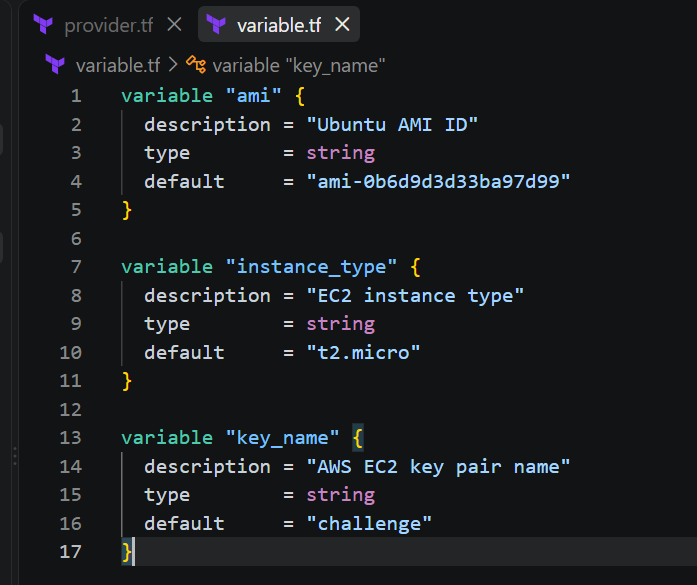 provider.tf variable.tf
variable.tf > variable "key_name"
1 variable "ami" {
2   description = "Ubuntu AMI ID"
3   type        = string
4   default     = "ami-0b6d9d3d33ba97d99"
5 }
6
7 variable "instance_type" {
8   description = "EC2 instance type"
9   type        = string
10   default     = "t2.micro"
11 }
12
13 variable "key_name" {
14   description = "AWS EC2 key pair name"
15   type        = string
16   default     = "challenge"
17 }